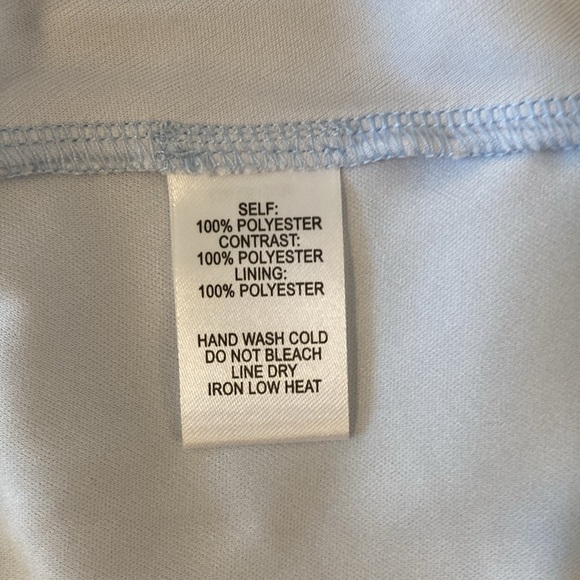 SELF:
100% POLYESTER
CONTRAST:
100% POLYESTER
LINING:
100% POLYESTER
HAND WASH COLD
DO NOT BLEACH
LINE DRY
IRON LOW HEAT